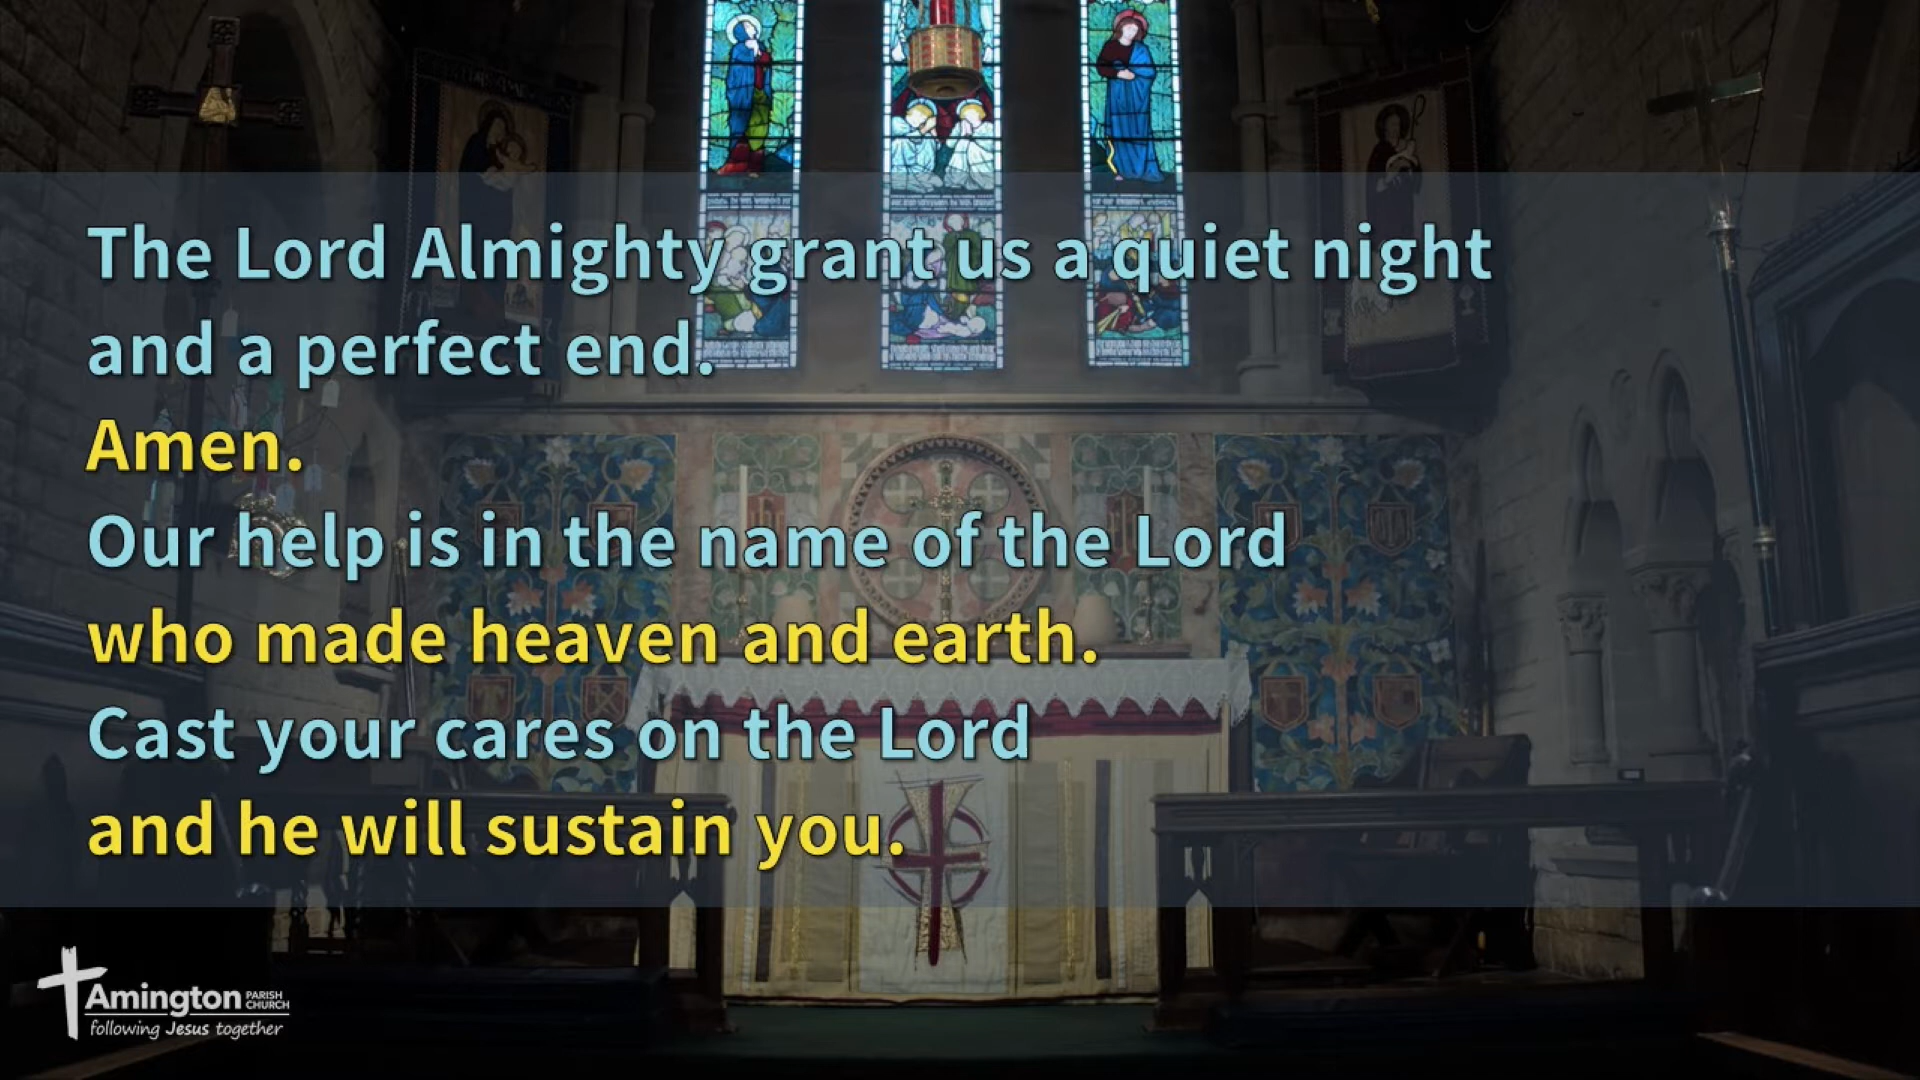 The Lord Almighty grant us a quiet night
and a perfect end.
Amen.
Our help is in the name of the Lord
who made heaven and earth.
Cast your cares on the Lord
and he will sustain you.
Amington PARISH CHURCH
following Jesus together